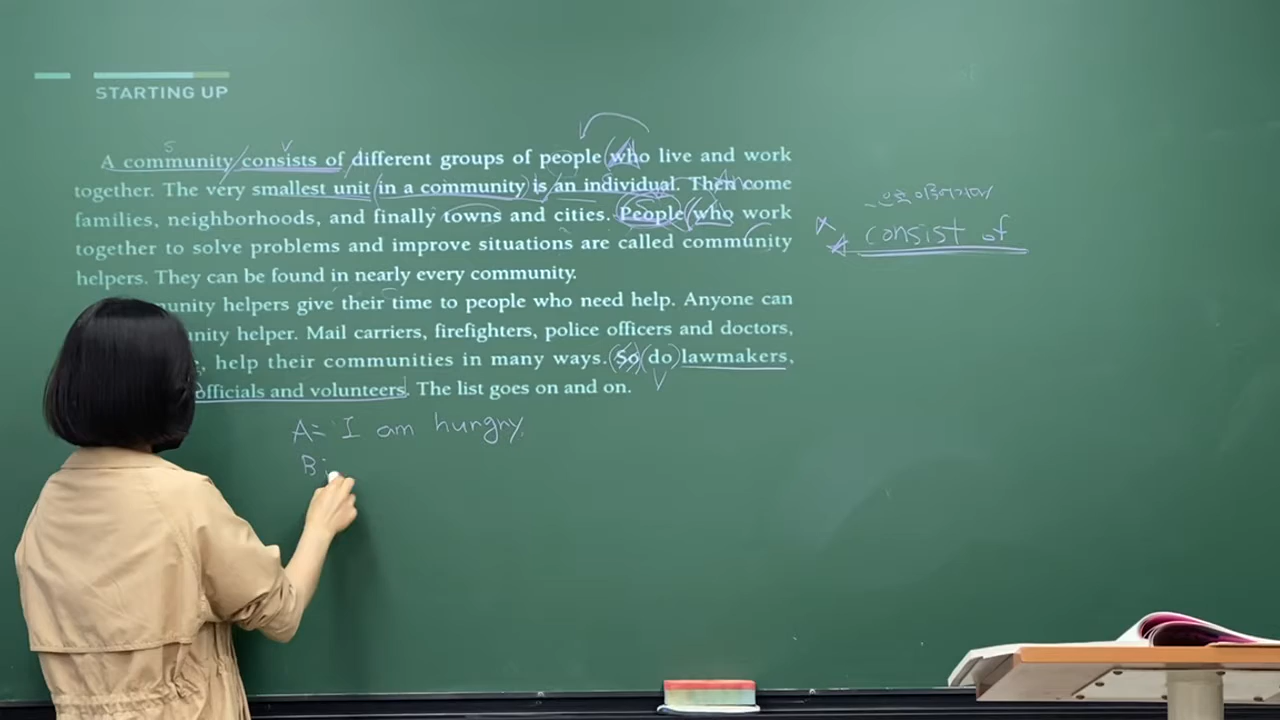 STARTING UP
A community consists of different groups of people who live and work
together. The very smallest unit in a community is an individual. Then come
families, neighborhoods, and finally towns and cities. People who work
together to solve problems and improve situations are called community
helpers. They can be found in nearly every community.
unity helpers give their time to people who need help. Anyone can
nity helper. Mail carriers, firefighters, police officers and doctors,
, help their communities in many ways. So do lawmakers,
officials and volunteers. The list goes on and on.
S
V
V
consist of
A: I am hungry.
B: